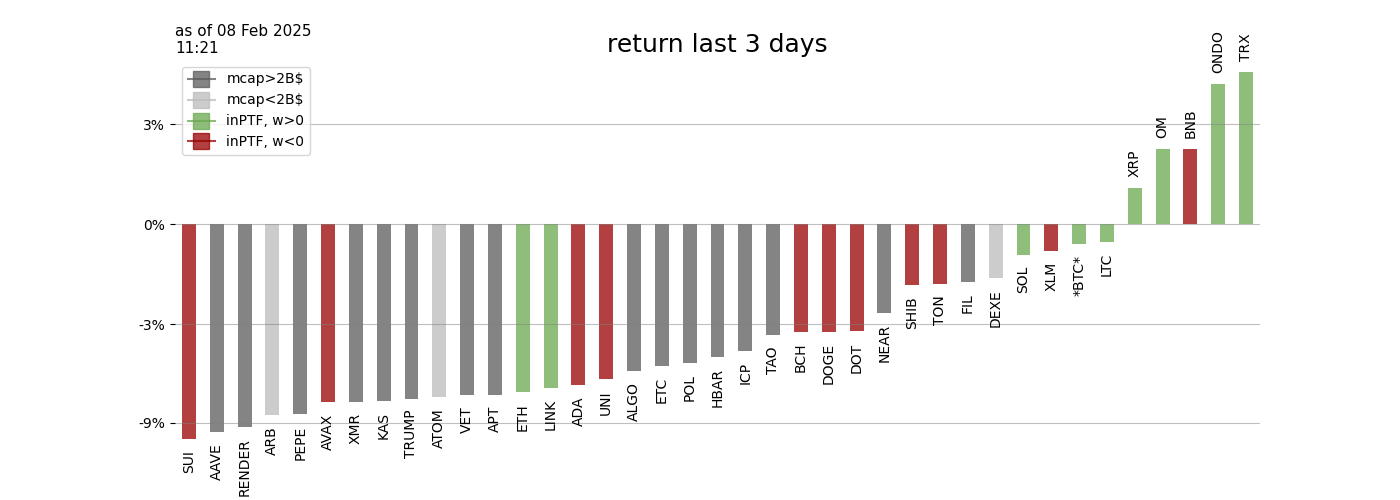 as of 08 Feb 2025
11:21
return last 3 days
mcap>2B$
mcap<2B$
inPTF, w>0
inPTF, w<0
3%
0%
-3%
-9%
SUI
AAVE
RENDER
ARB
PEPE
AVAX
XMR
KAS
TRUMP
ATOM
VET
APT
ETH
LINK
ADA
UNI
ALGO
ETC
POL
HBAR
ICP
TAO
BCH
DOGE
DOT
NEAR
SHIB
TON
FIL
DEXE
SOL
XLM
*BTC*
LTC
XRP
OM
BNB
ONDO
TRX